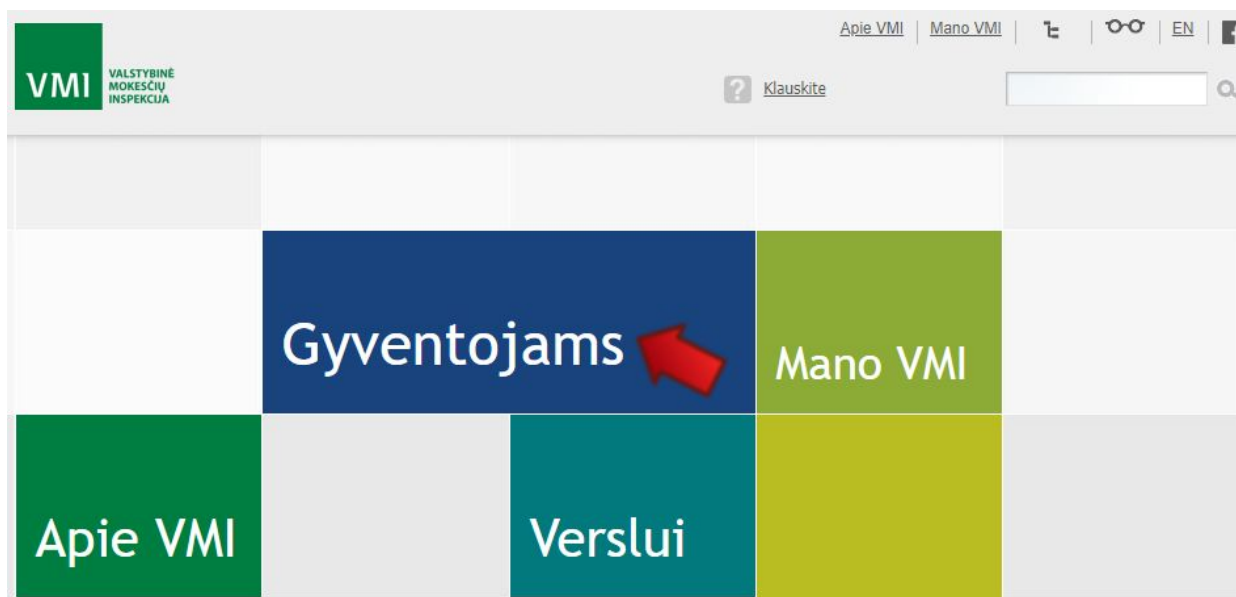 Apie VMI Mano VMI EN
VMI VALSTYBINĖ
MOKESČIŲ
INSPEKCIJA
Klauskite
Gyventojams
Mano VMI
Apie VMI
Verslui